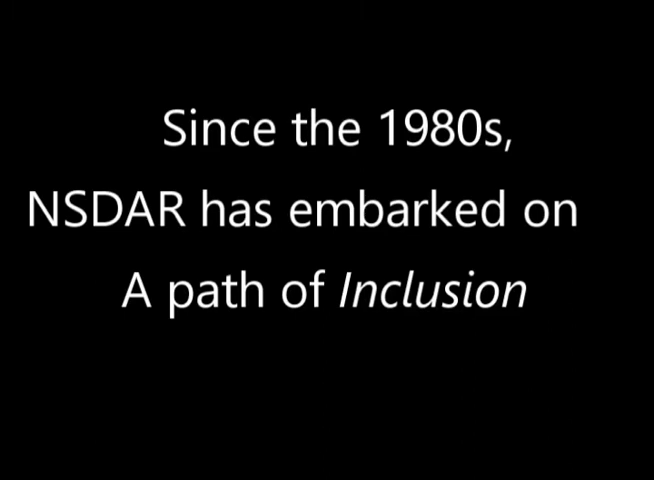 Since the 1980s,
NSDAR has embarked on
A path of Inclusion